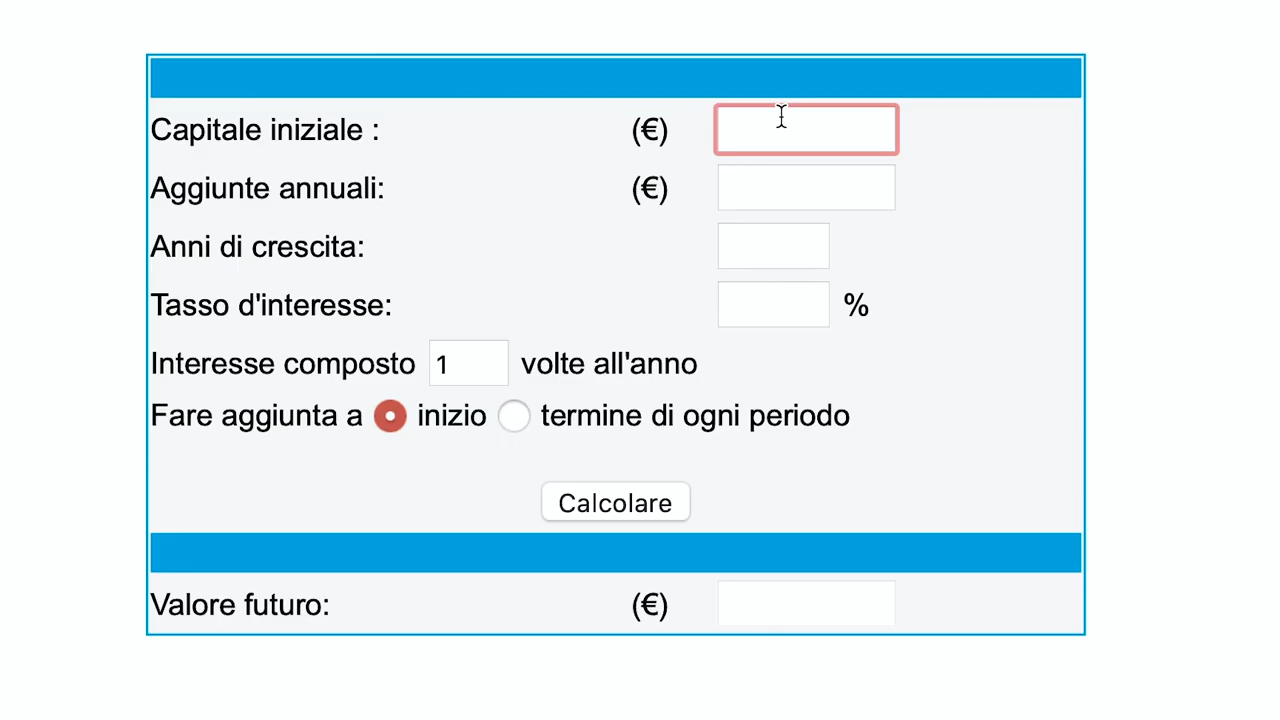 Capitale iniziale : (€)
Aggiunte annuali: (€)
Anni di crescita:
Tasso d'interesse: %
Interesse composto 1 volte all'anno
Fare aggiunta a inizio termine di ogni periodo
Calcolare
Valore futuro: (€)